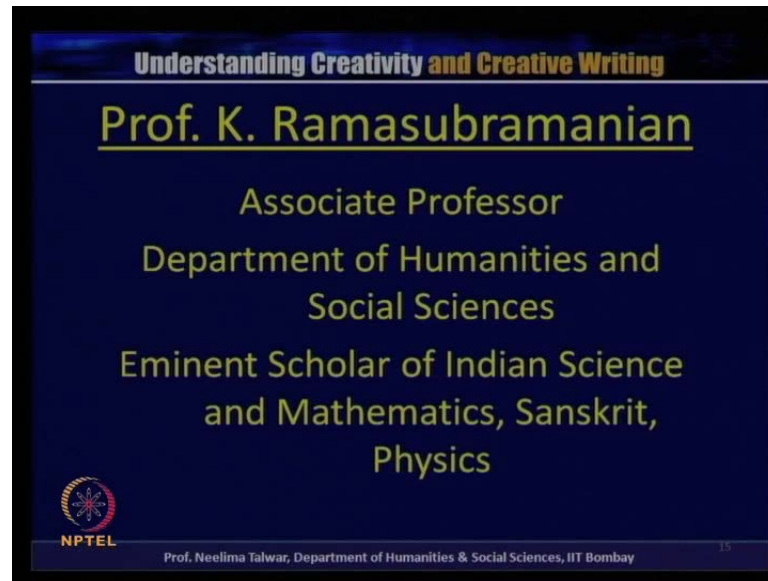 Understanding Creativity and Creative Writing
Prof. K. Ramasubramanian
Associate Professor
Department of Humanities and
Social Sciences
Eminent Scholar of Indian Science
and Mathematics, Sanskrit,
Physics
NPTEL
Prof. Neelima Talwar, Department of Humanities & Social Sciences, IIT Bombay
15